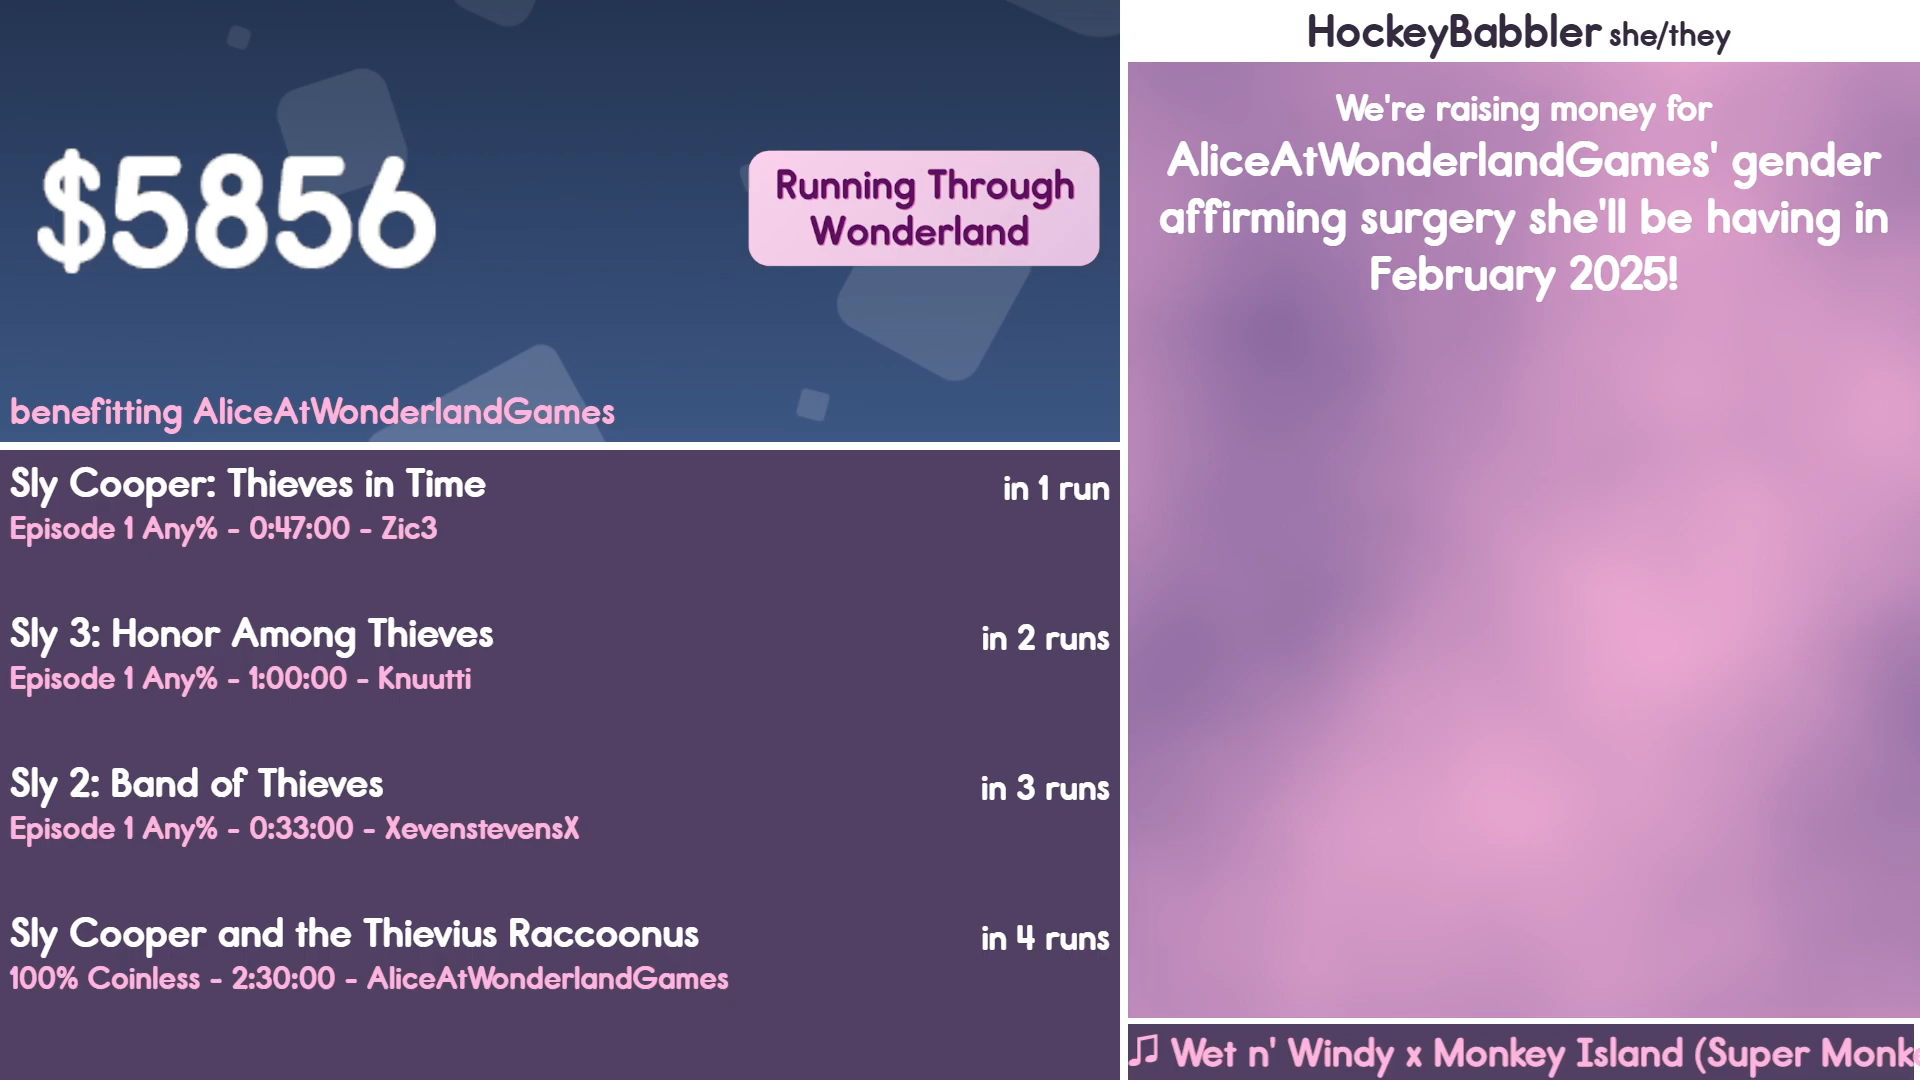 $5856
Running Through
Wonderland
benefitting AliceAtWonderlandGames
Sly Cooper: Thieves in Time
in 1 run
Episode 1 Any% - 0:47:00 - Zic3
Sly 3: Honor Among Thieves
in 2 runs
Episode 1 Any% - 1:00:00 - Knuutti
Sly 2: Band of Thieves
in 3 runs
Episode 1 Any% - 0:33:00 - XevenstevensX
Sly Cooper and the Thievius Raccoonus
in 4 runs
100% Coinless - 2:30:00 - AliceAtWonderlandGames
HockeyBabbler she/they
We're raising money for
AliceAtWonderlandGames' gender
affirming surgery she'll be having in
February 2025!
♫ Wet n' Windy x Monkey Island (Super Monke